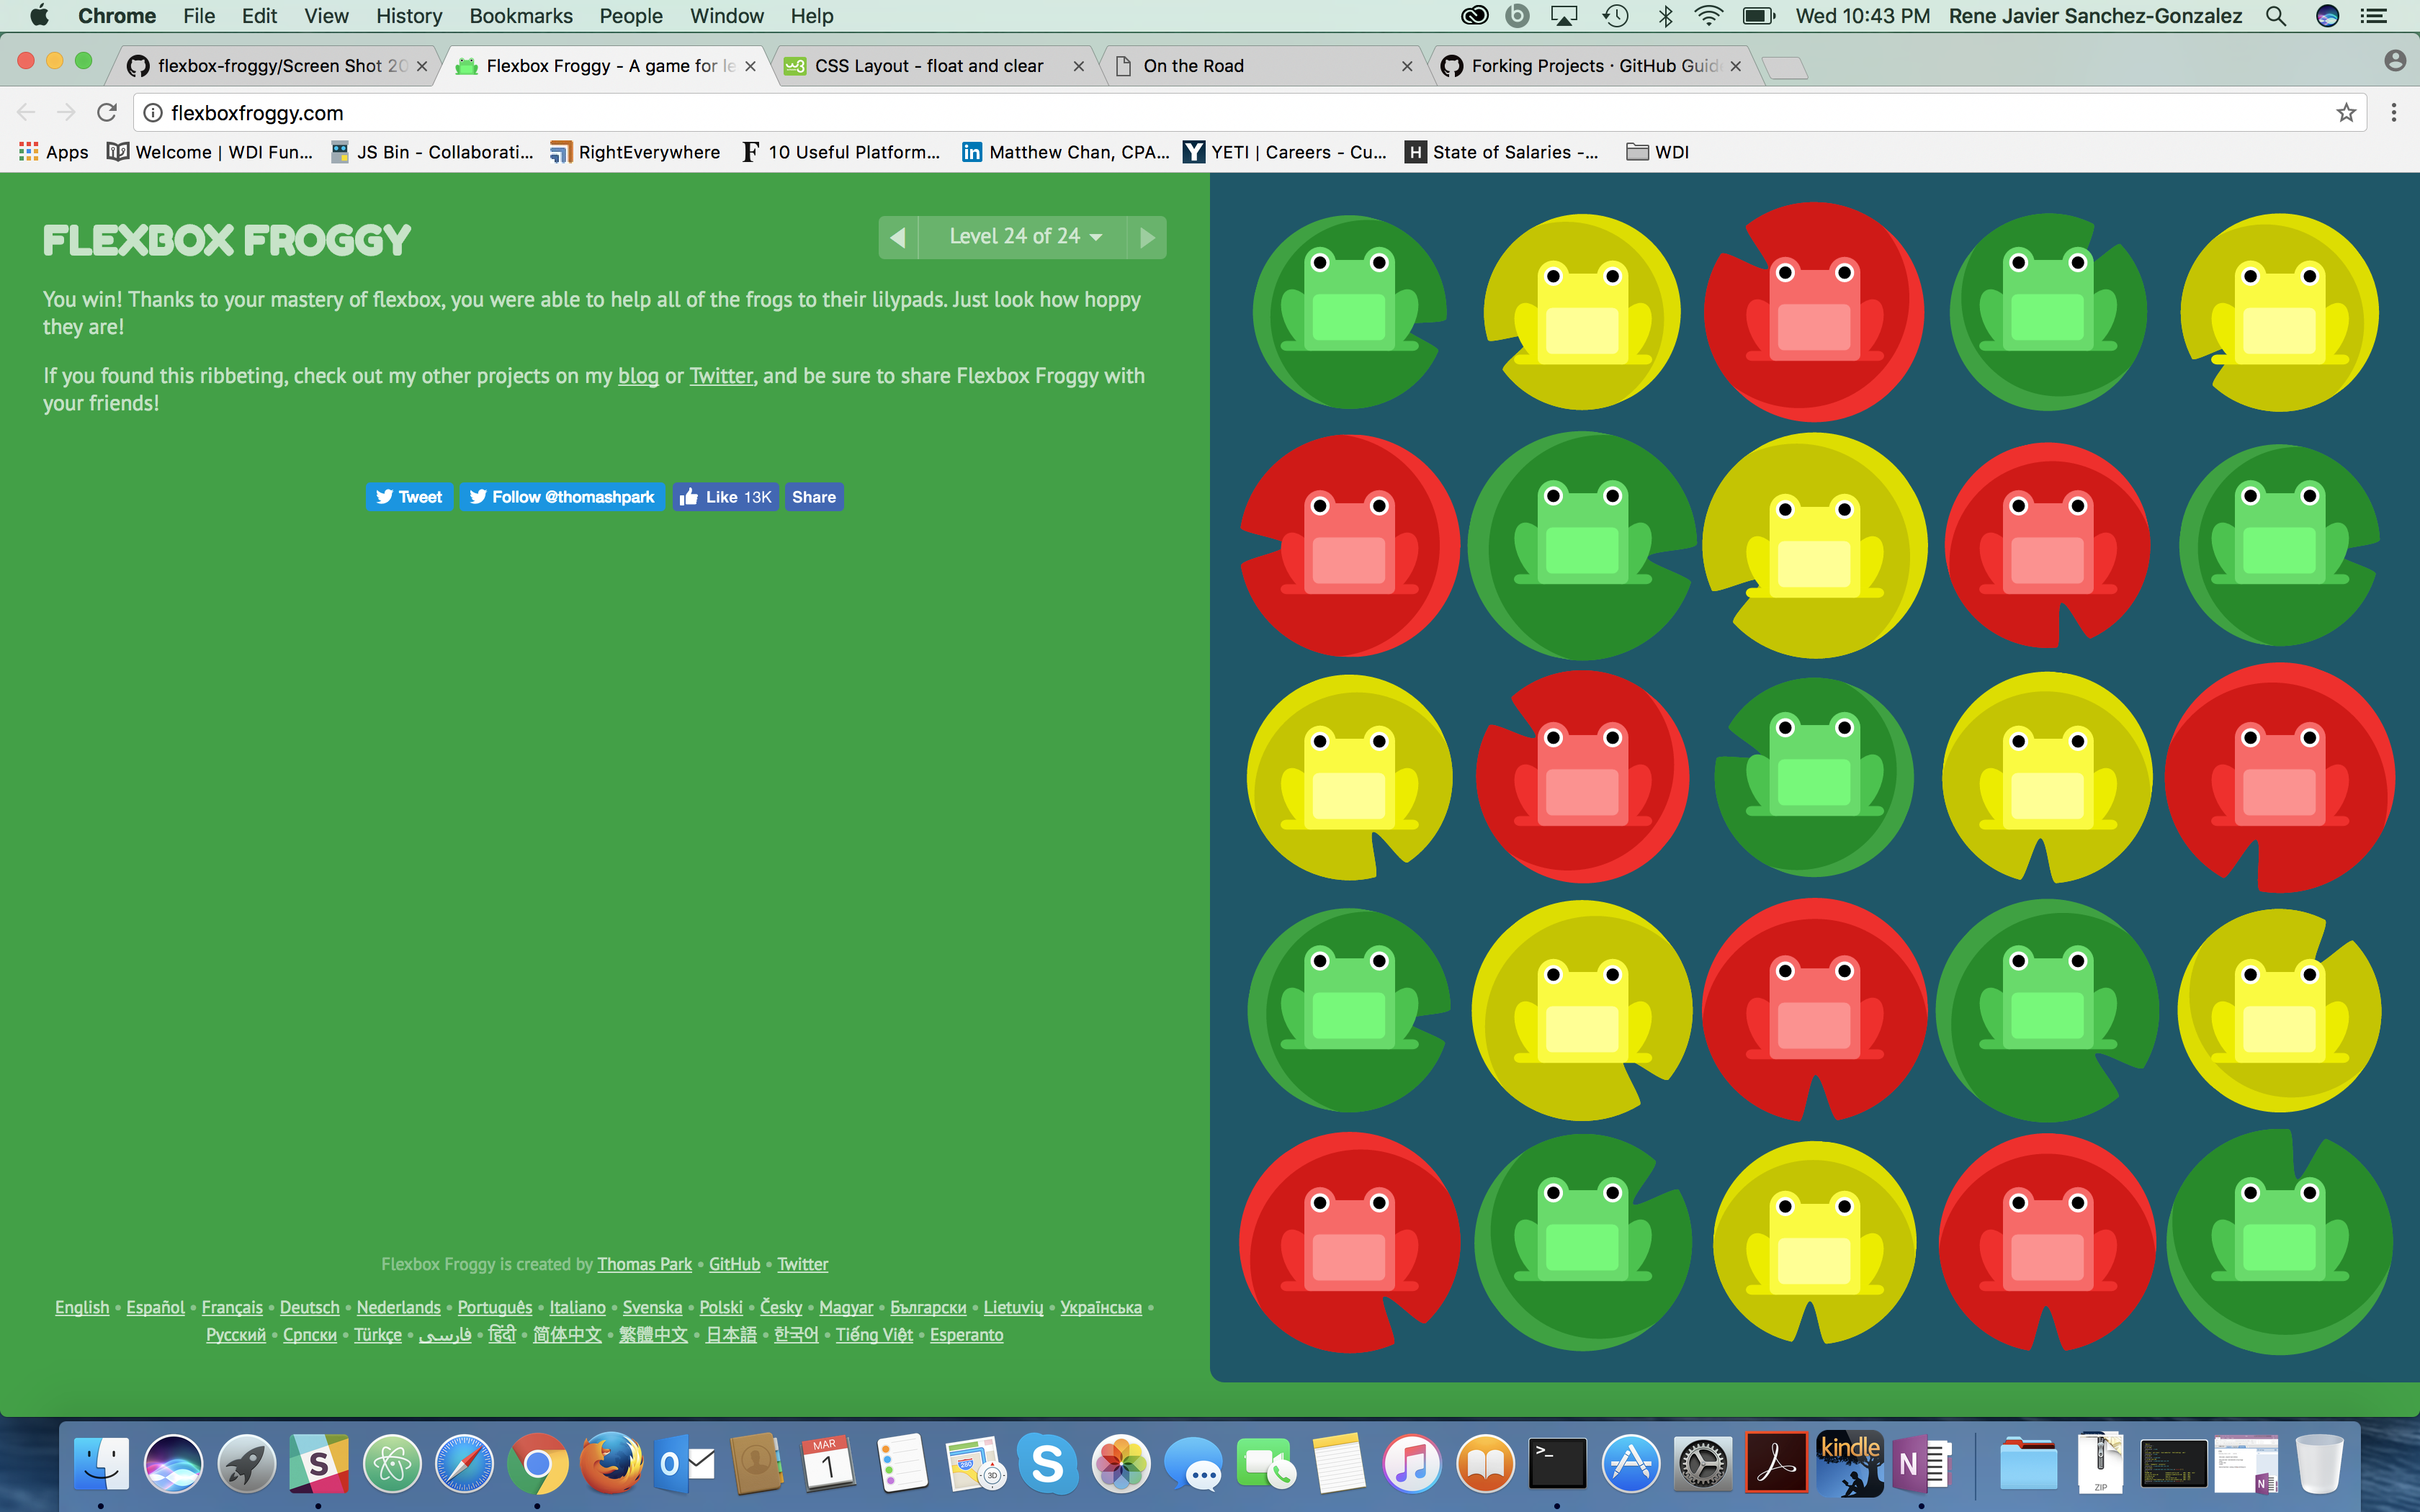 Chrome File Edit View History Bookmarks People Window Help Wed 10:43 PM Rene Javier Sanchez-Gonzalez
flexbox-froggy/Screen Shot 20 Flexbox Froggy - A game for le CSS Layout - float and clear On the Road Forking Projects · GitHub Guid
flexboxfroggy.com
Apps Welcome | WDI Fun... JS Bin - Collaborati... RightEverywhere F 10 Useful Platform... in Matthew Chan, CPA... Y YETI | Careers - Cu... H State of Salaries -... WDI
FLEXBOX FROGGY
Level 24 of 24
You win! Thanks to your mastery of flexbox, you were able to help all of the frogs to their lilypads. Just look how hoppy
they are!
If you found this ribbeting, check out my other projects on my blog or Twitter, and be sure to share Flexbox Froggy with
your friends!
Tweet Follow @thomashpark Like 13K Share
Flexbox Froggy is created by Thomas Park • GitHub • Twitter
English • Español • Français • Deutsch • Nederlands • Português • Italiano • Svenska • Polski • Česky • Magyar • Български • Lietuvių • Українська •
Русский • Српски • Türkçe • فارسی • हिंदी • 简体中文 • 繁體中文 • 日本語 • 한국어 • Tiếng Việt • Esperanto
MAR
1
3D
kindle
ZIP